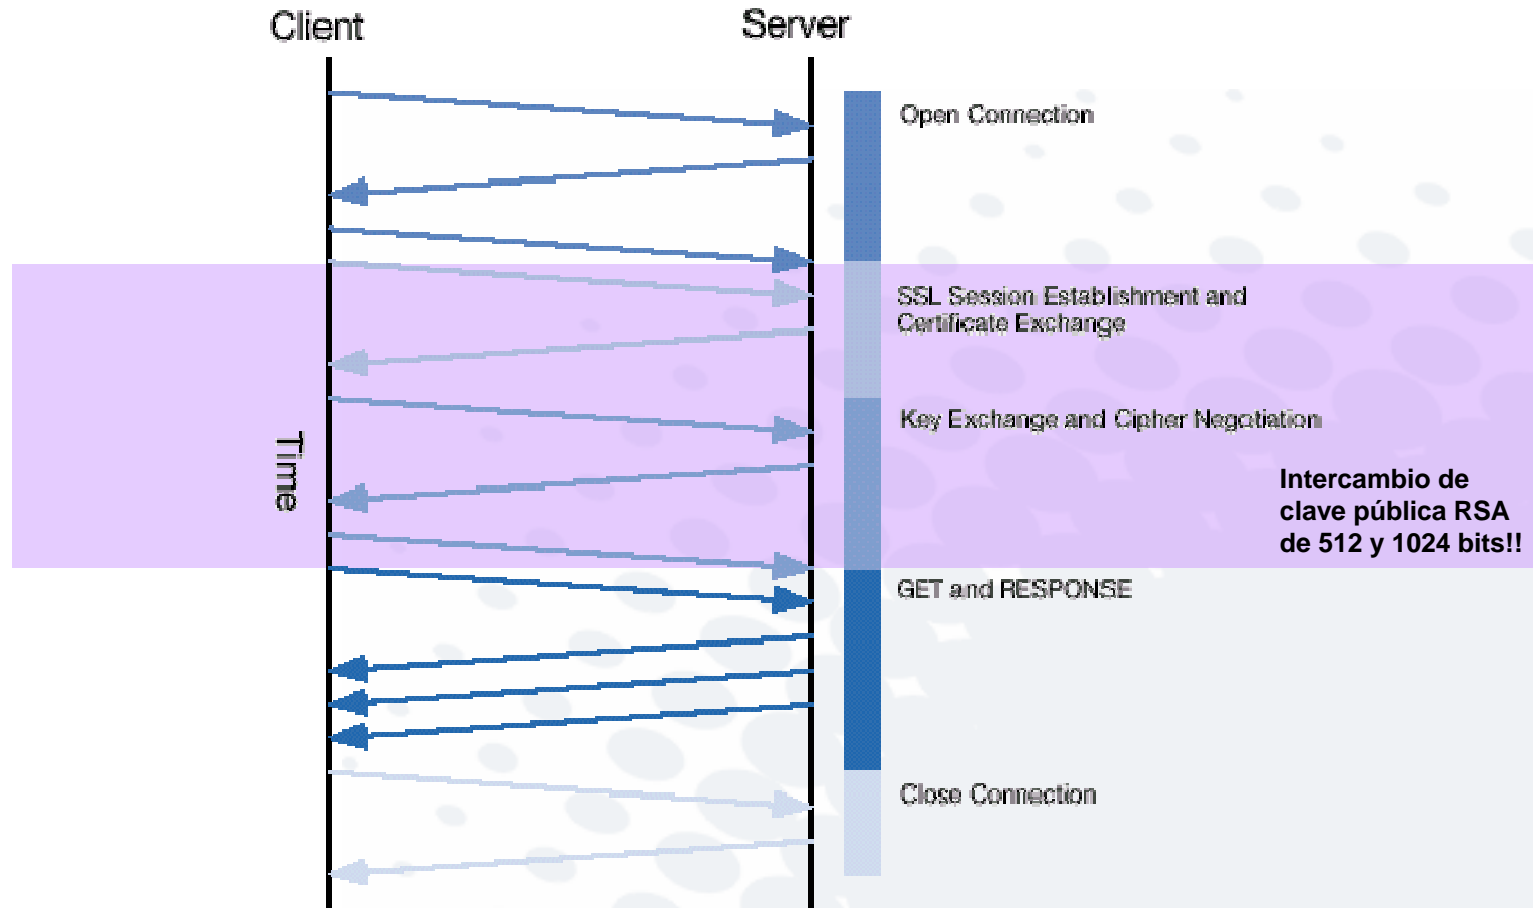 Client
Server
Open Connection
SSL Session Establishment and
Certificate Exchange
Key Exchange and Cipher Negotiation
Time
Intercambio de
clave pública RSA
de 512 y 1024 bits!!
GET and RESPONSE
Close Connection